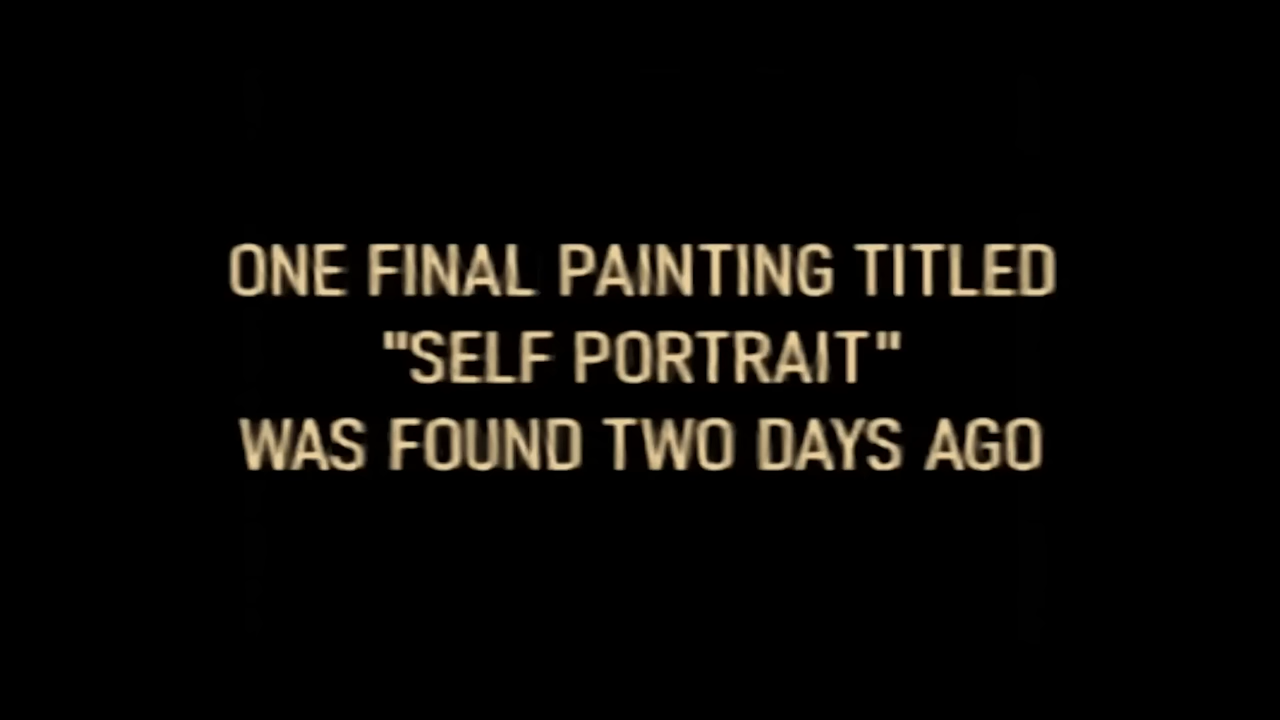 ONE FINAL PAINTING TITLED
"SELF PORTRAIT"
WAS FOUND TWO DAYS AGO